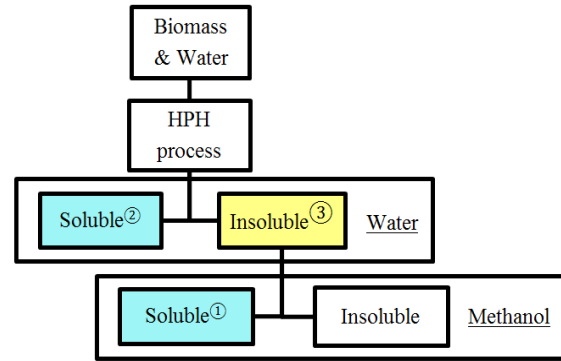 Biomass
& Water
HPH
process
Soluble② Insoluble③ Water
Soluble① Insoluble Methanol